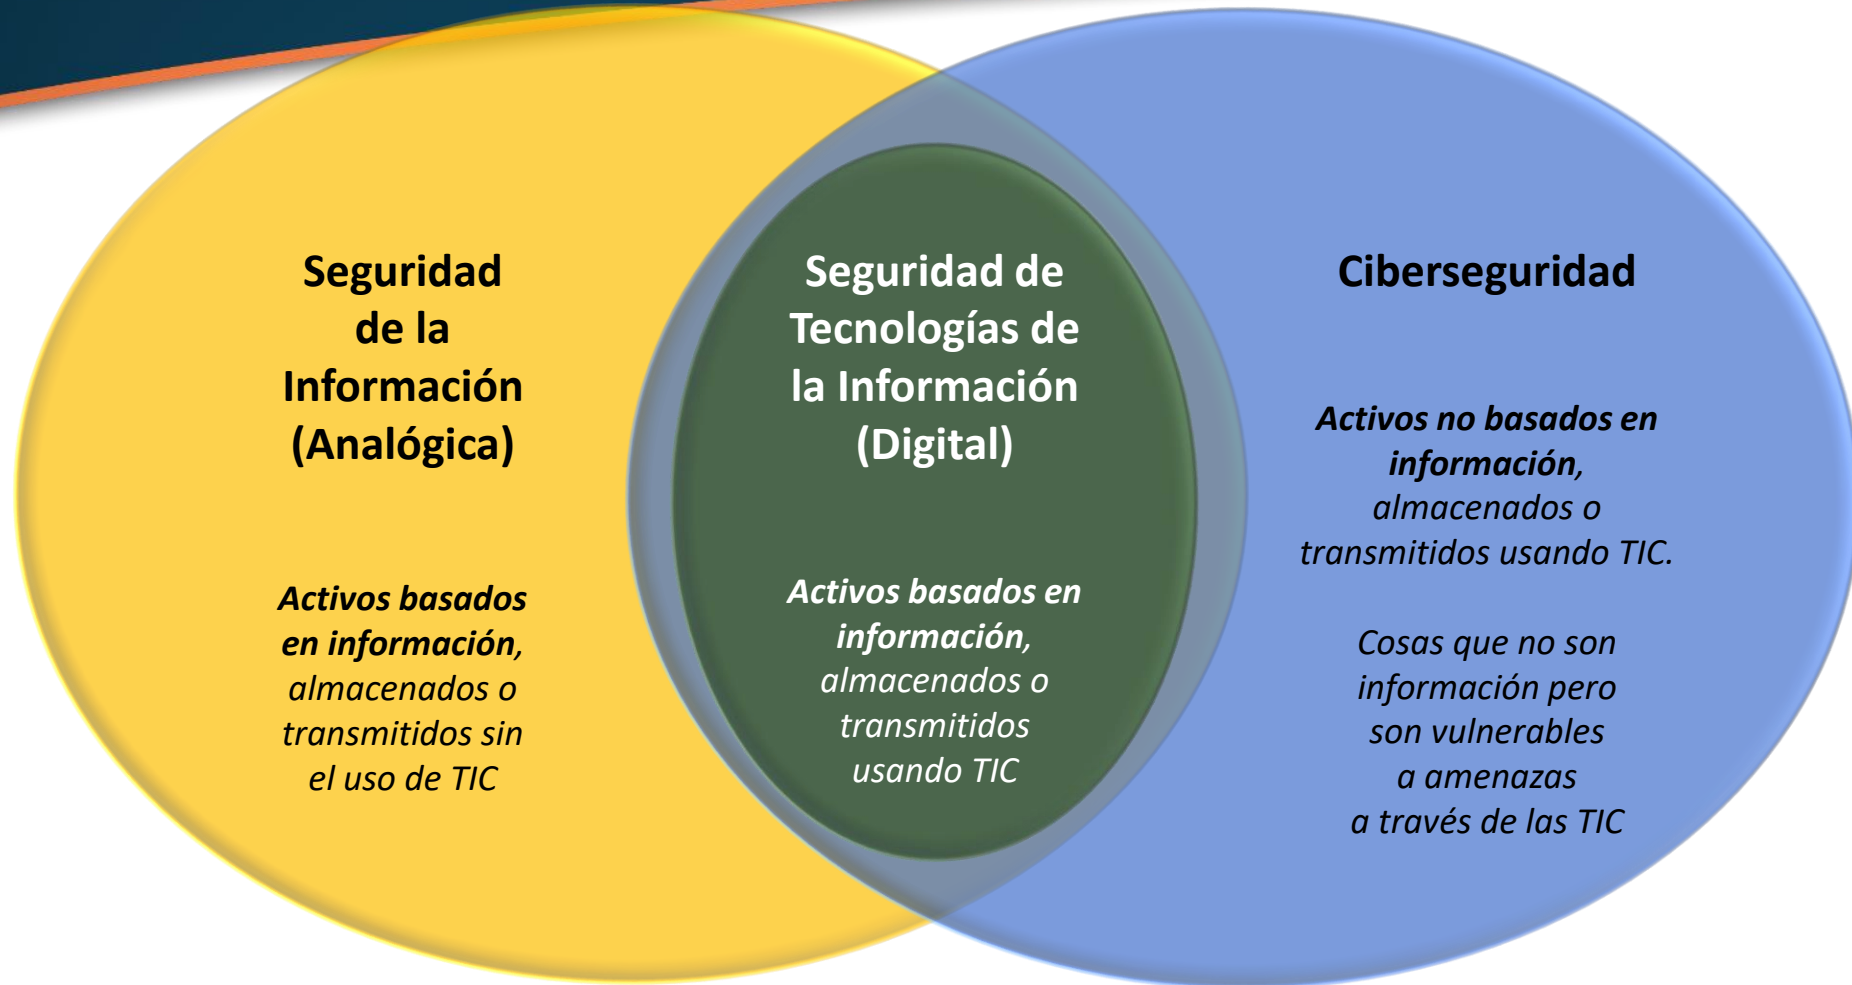 Seguridad
de la
Información
(Analógica)
Activos basados
en información,
almacenados o
transmitidos sin
el uso de TIC
Seguridad de
Tecnologías de
la Información
(Digital)
Activos basados en
información,
almacenados o
transmitidos
usando TIC
Ciberseguridad
Activos no basados en
información,
almacenados o
transmitidos usando TIC.
Cosas que no son
información pero
son vulnerables
a amenazas
a través de las TIC